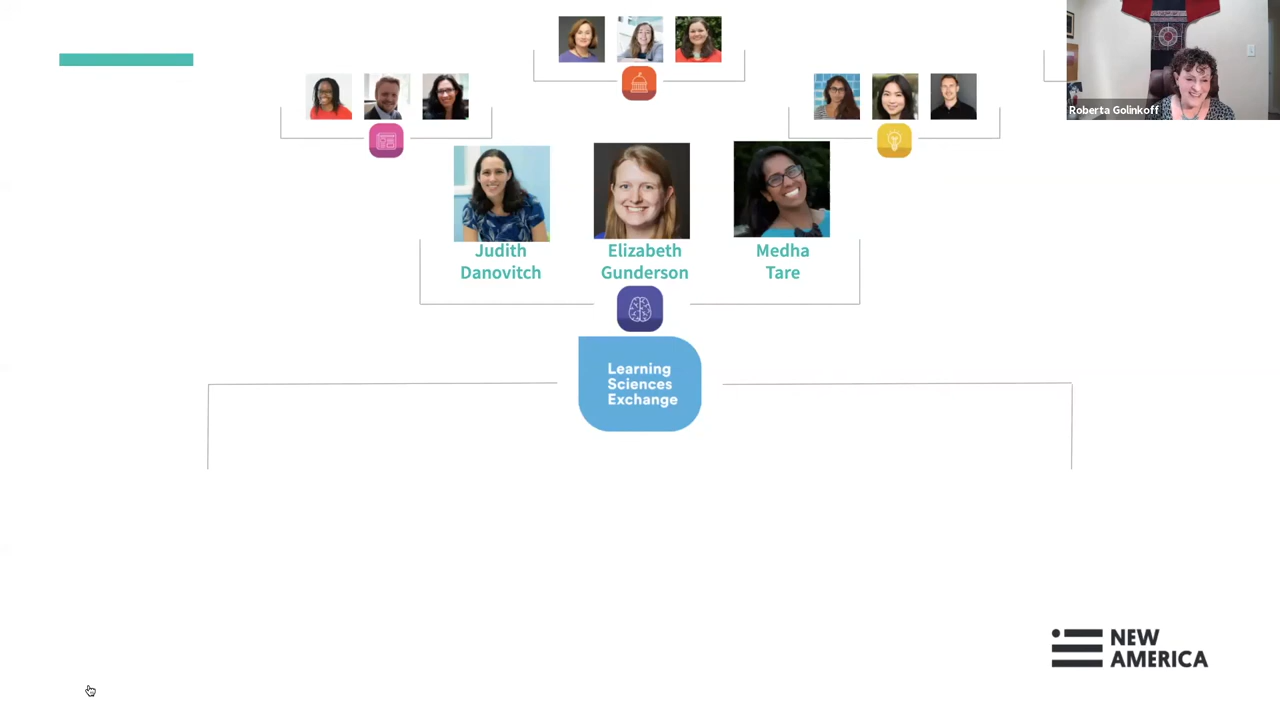 Roberta Golinkoff
Judith
Danovitch
Elizabeth
Gunderson
Medha
Tare
Learning
Sciences
Exchange
NEW
AMERICA